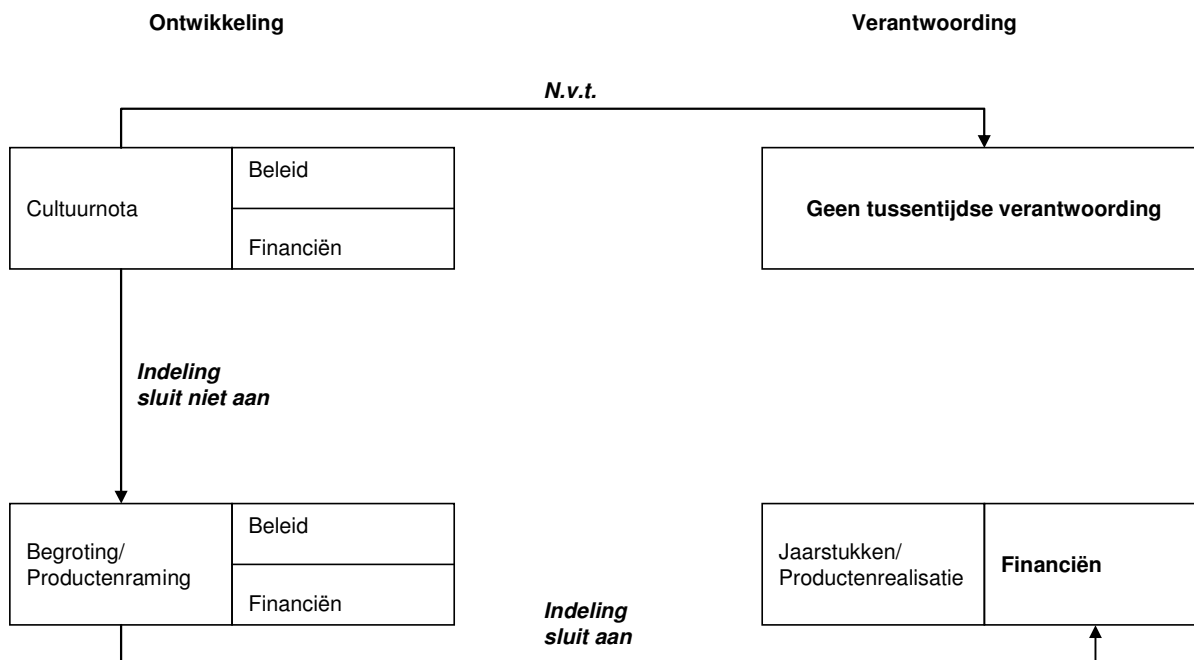 Ontwikkeling
Verantwoording
N.v.t.
Cultuurnota
Beleid
Financiën
Geen tussentijdse verantwoording
Indeling
sluit niet aan
Begroting/
Productenraming
Beleid
Financiën
Jaarstukken/
Productenrealisatie
Financiën
Indeling
sluit aan